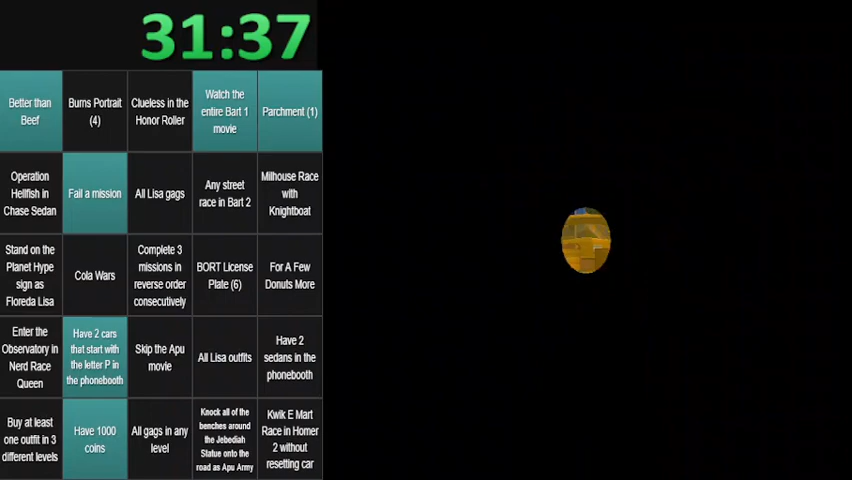 31:37
Better than
Beef
Burns Portrait
(4)
Clueless in the
Honor Roller
Watch the
entire Bart 1
movie
Parchment (1)
Operation
Hellfish in
Chase Sedan
Fail a mission
All Lisa gags
Any street
race in Bart 2
Milhouse Race
with
Knightboat
Stand on the
Planet Hype
sign as
Floreda Lisa
Cola Wars
Complete 3
missions in
reverse order
consecutively
BORT License
Plate (6)
For A Few
Donuts More
Enter the
Observatory in
Nerd Race
Queen
Have 2 cars
that start with
the letter P in
the phonebooth
Skip the Apu
movie
All Lisa outfits
Have 2
sedans in the
phonebooth
Buy at least
one outfit in 3
different levels
Have 1000
coins
All gags in any
level
Knock all of the
benches around
the Jebediah
Statue onto the
road as Apu Army
Kwik E Mart
Race in Homer
2 without
resetting car